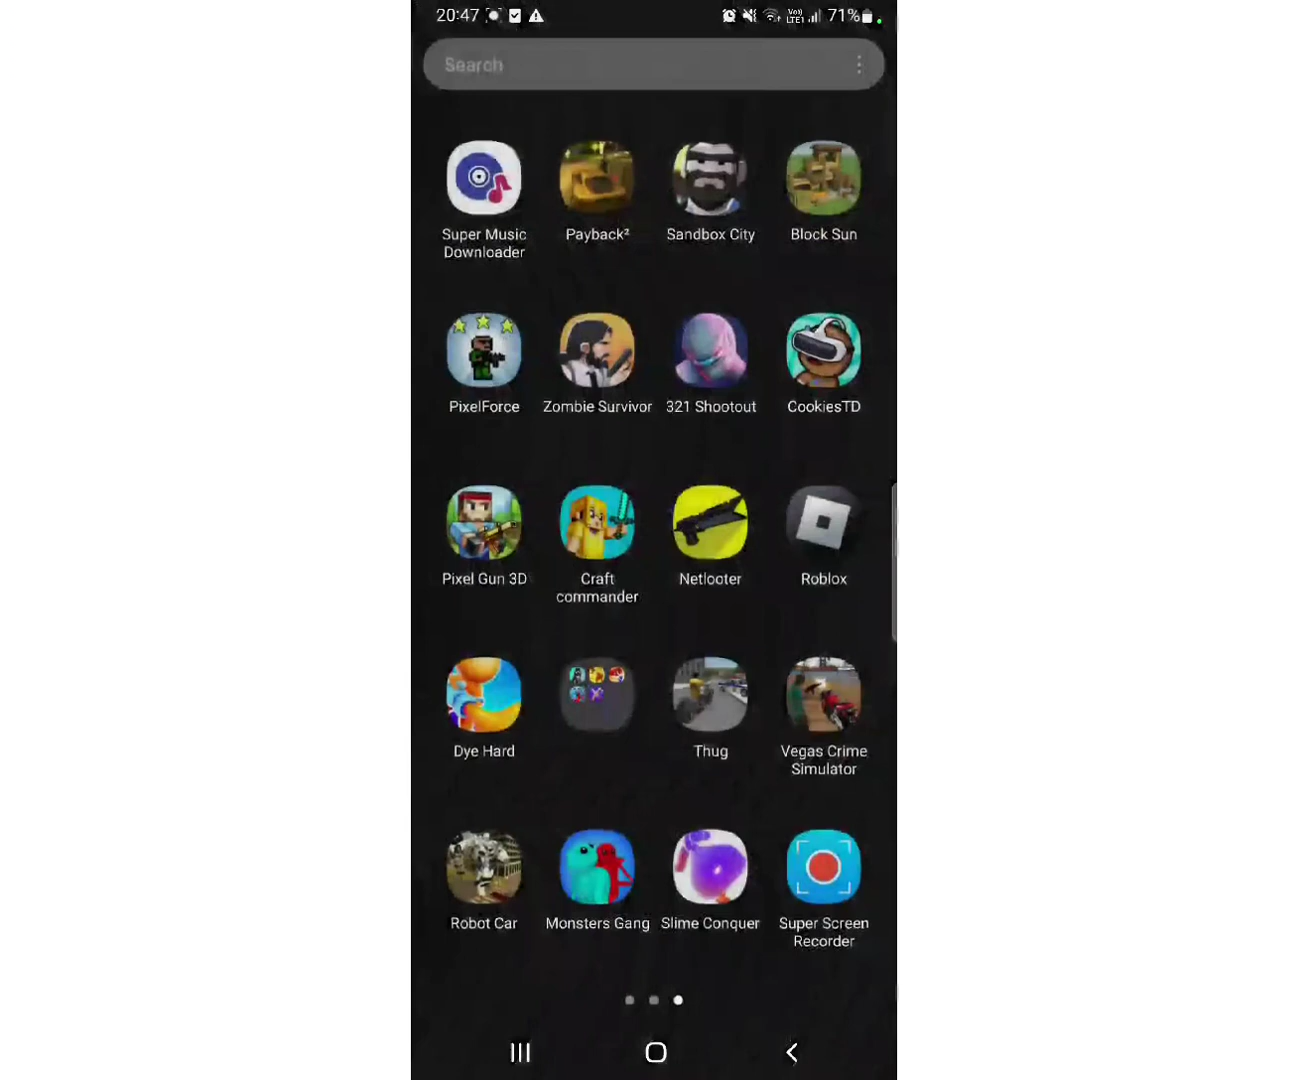 20:47
Vo))
LTE1
71%
Search
Super Music
Downloader
Payback²
Sandbox City
Block Sun
PixelForce
Zombie Survivor
321 Shootout
CookiesTD
Pixel Gun 3D
Craft
commander
Netlooter
Roblox
Dye Hard
Thug
Vegas Crime
Simulator
Robot Car
Monsters Gang
Slime Conquer
Super Screen
Recorder